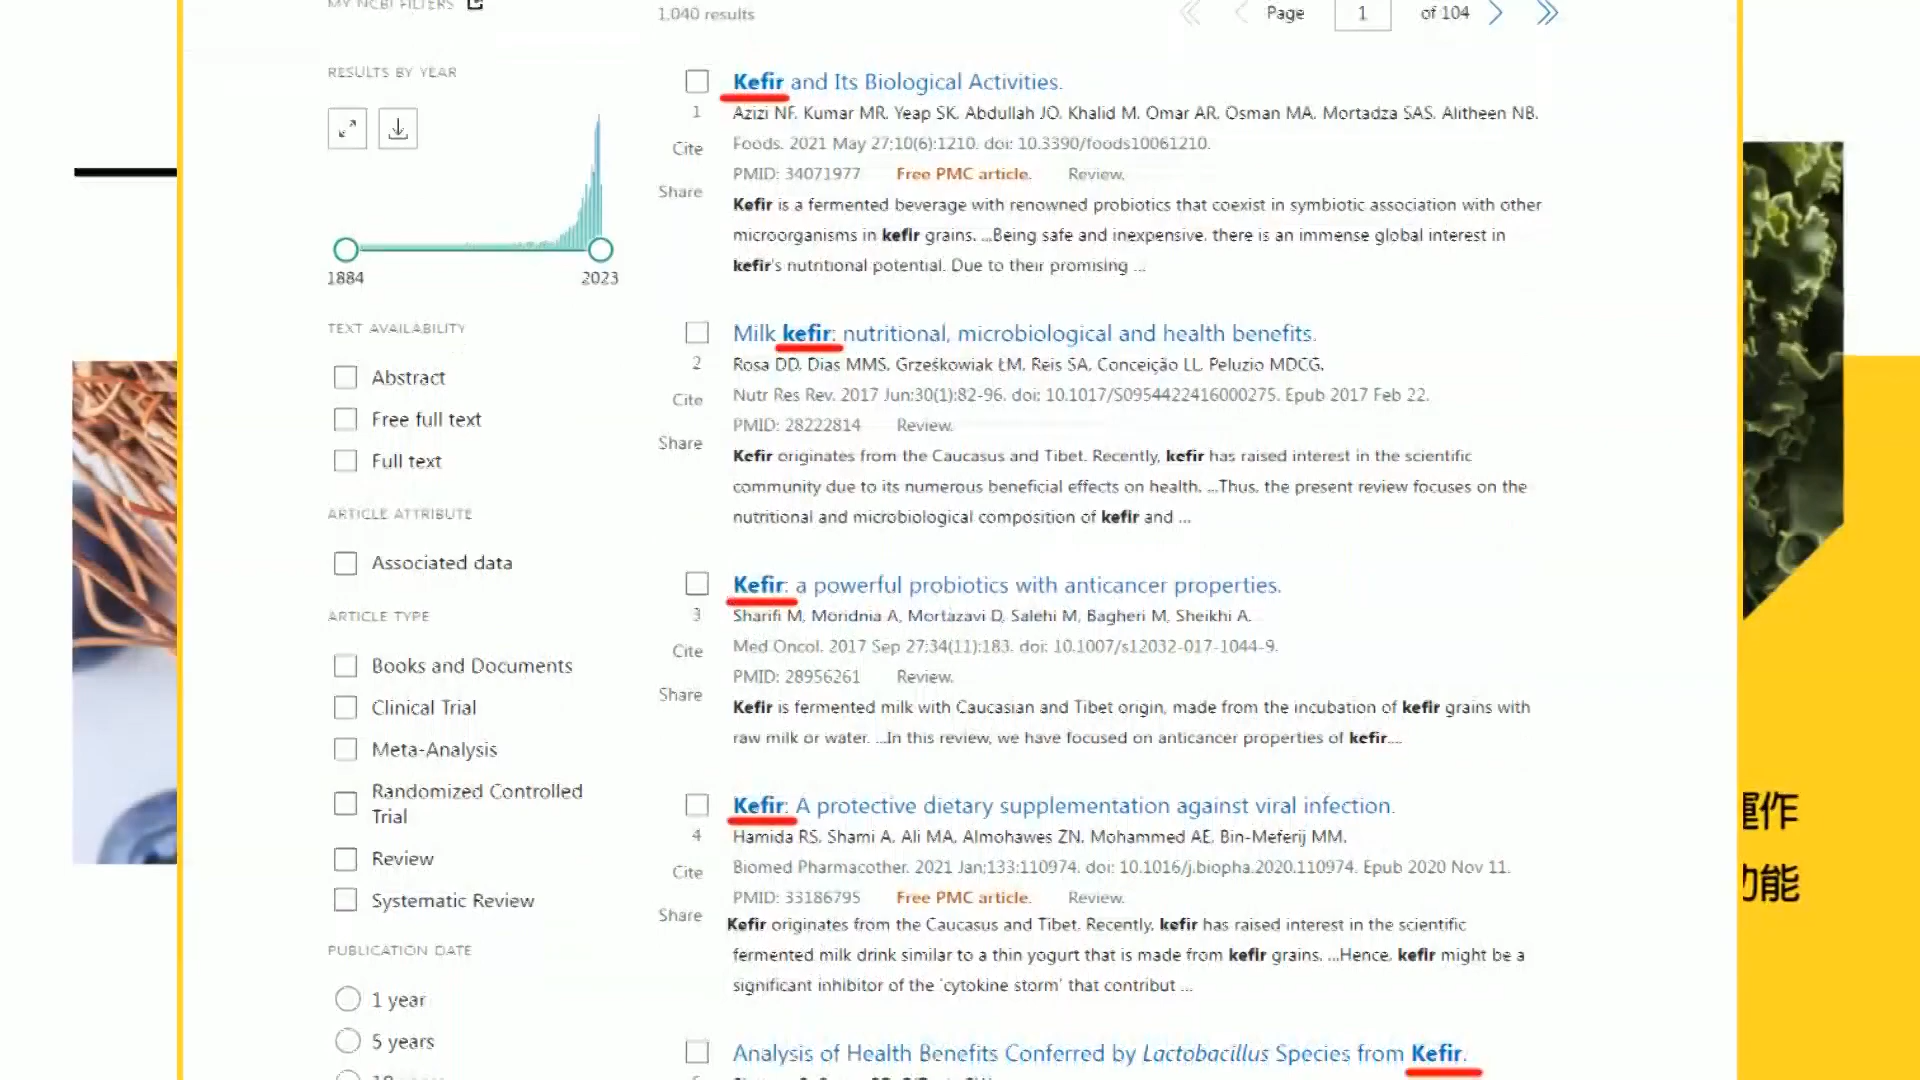 MY NCBI FILTERS
1,040 results
Page 1 of 104
RESULTS BY YEAR
1884 2023
TEXT AVAILABILITY
Abstract
Free full text
Full text
ARTICLE ATTRIBUTE
Associated data
ARTICLE TYPE
Books and Documents
Clinical Trial
Meta-Analysis
Randomized Controlled
Trial
Review
Systematic Review
PUBLICATION DATE
1 year
5 years
Kefir and Its Biological Activities.
1
Azizi NF, Kumar MR, Yeap SK, Abdullah JO, Khalid M, Omar AR, Osman MA, Mortadza SAS, Alitheen NB.
Cite
Foods. 2021 May 27;10(6):1210. doi: 10.3390/foods10061210.
PMID: 34071977 Free PMC article. Review.
Share
Kefir is a fermented beverage with renowned probiotics that coexist in symbiotic association with other
microorganisms in kefir grains. ...Being safe and inexpensive, there is an immense global interest in
kefir's nutritional potential. Due to their promising ...
Milk kefir: nutritional, microbiological and health benefits.
2
Rosa DD, Dias MMS, Grześkowiak ŁM, Reis SA, Conceição LL, Peluzio MDCG.
Cite
Nutr Res Rev. 2017 Jun;30(1):82-96. doi: 10.1017/S0954422416000275. Epub 2017 Feb 22.
PMID: 28222814 Review.
Share
Kefir originates from the Caucasus and Tibet. Recently, kefir has raised interest in the scientific
community due to its numerous beneficial effects on health. ...Thus, the present review focuses on the
nutritional and microbiological composition of kefir and ...
Kefir: a powerful probiotics with anticancer properties.
3
Sharifi M, Moridnia A, Mortazavi D, Salehi M, Bagheri M, Sheikhi A.
Cite
Med Oncol. 2017 Sep 27;34(11):183. doi: 10.1007/s12032-017-1044-9.
PMID: 28956261 Review.
Share
Kefir is fermented milk with Caucasian and Tibet origin, made from the incubation of kefir grains with
raw milk or water. ...In this review, we have focused on anticancer properties of kefir....
Kefir: A protective dietary supplementation against viral infection.
4
Hamida RS, Shami A, Ali MA, Almohawes ZN, Mohammed AE, Bin-Meferij MM.
Cite
Biomed Pharmacother. 2021 Jan;133:110974. doi: 10.1016/j.biopha.2020.110974. Epub 2020 Nov 11.
PMID: 33186795 Free PMC article. Review.
Share
Kefir originates from the Caucasus and Tibet. Recently, kefir has raised interest in the scientific
fermented milk drink similar to a thin yogurt that is made from kefir grains. ...Hence, kefir might be a
significant inhibitor of the 'cytokine storm' that contribut ...
Analysis of Health Benefits Conferred by Lactobacillus Species from Kefir.
運作
功能